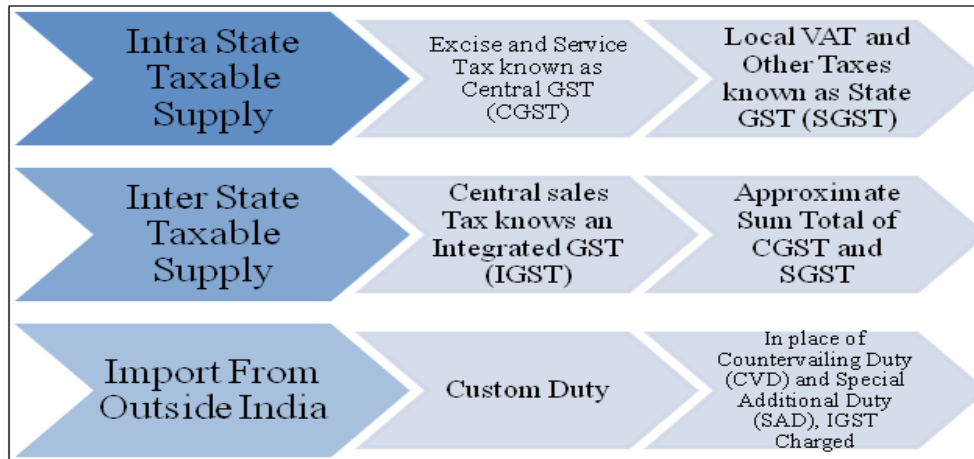 Intra State
Taxable
Supply
Excise and Service
Tax known as
Central GST
(CGST)
Local VAT and
Other Taxes
known as State
GST (SGST)
Inter State
Taxable
Supply
Central sales
Tax knows an
Integrated GST
(IGST)
Approximate
Sum Total of
CGST and
SGST
Import From
Outside India
Custom Duty
In place of
Countervailing Duty
(CVD) and Special
Additional Duty
(SAD), IGST
Charged